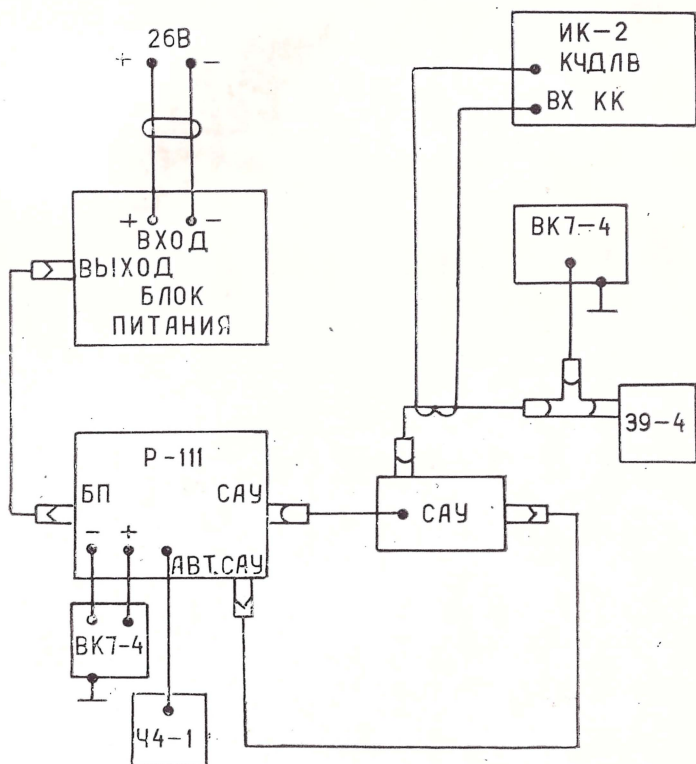 26В
+ −
+ −
ВХОД
ВЫХОД
БЛОК
ПИТАНИЯ
ИК-2
КЧДЛВ
ВХ КК
ВК7-4
Э9-4
Р-111
БП САУ
− +
АВТ.САУ
САУ
ВК7-4
Ч4-1